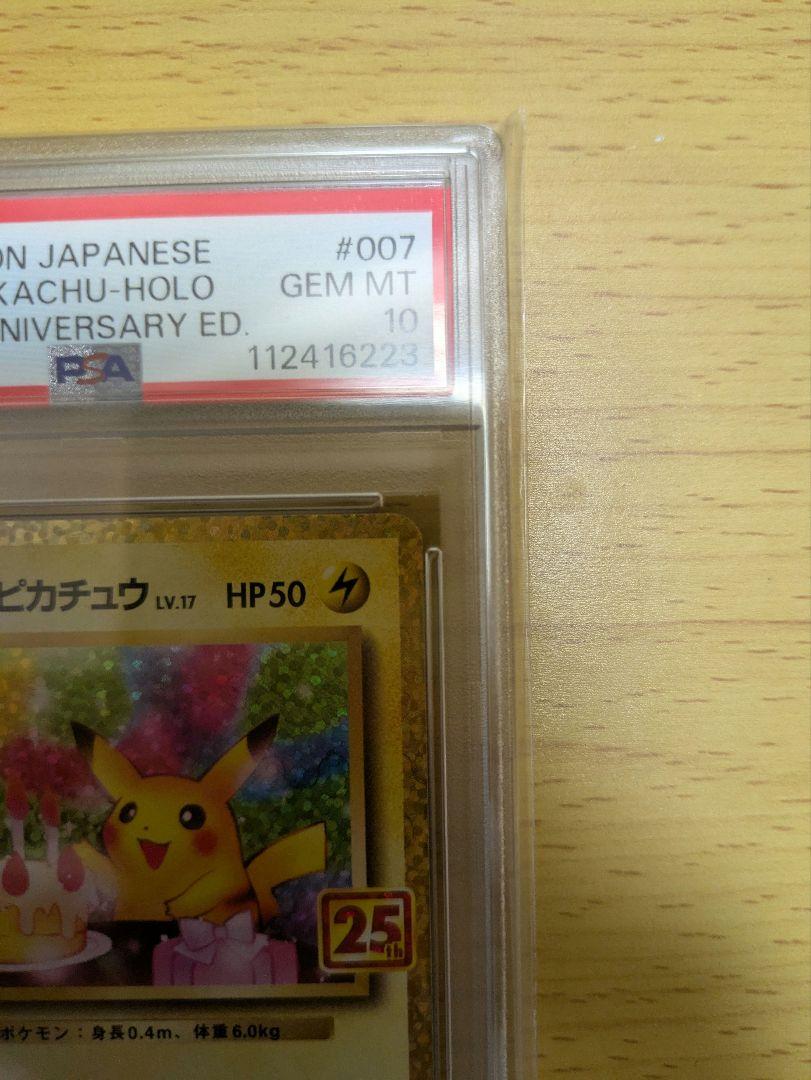 ON JAPANESE #007
KACHU-HOLO GEM MT
NIVERSARY ED. 10
PSA 112416223
ピカチュウ LV.17 HP50
25th
ポケモン：身長0.4m、体重6.0kg